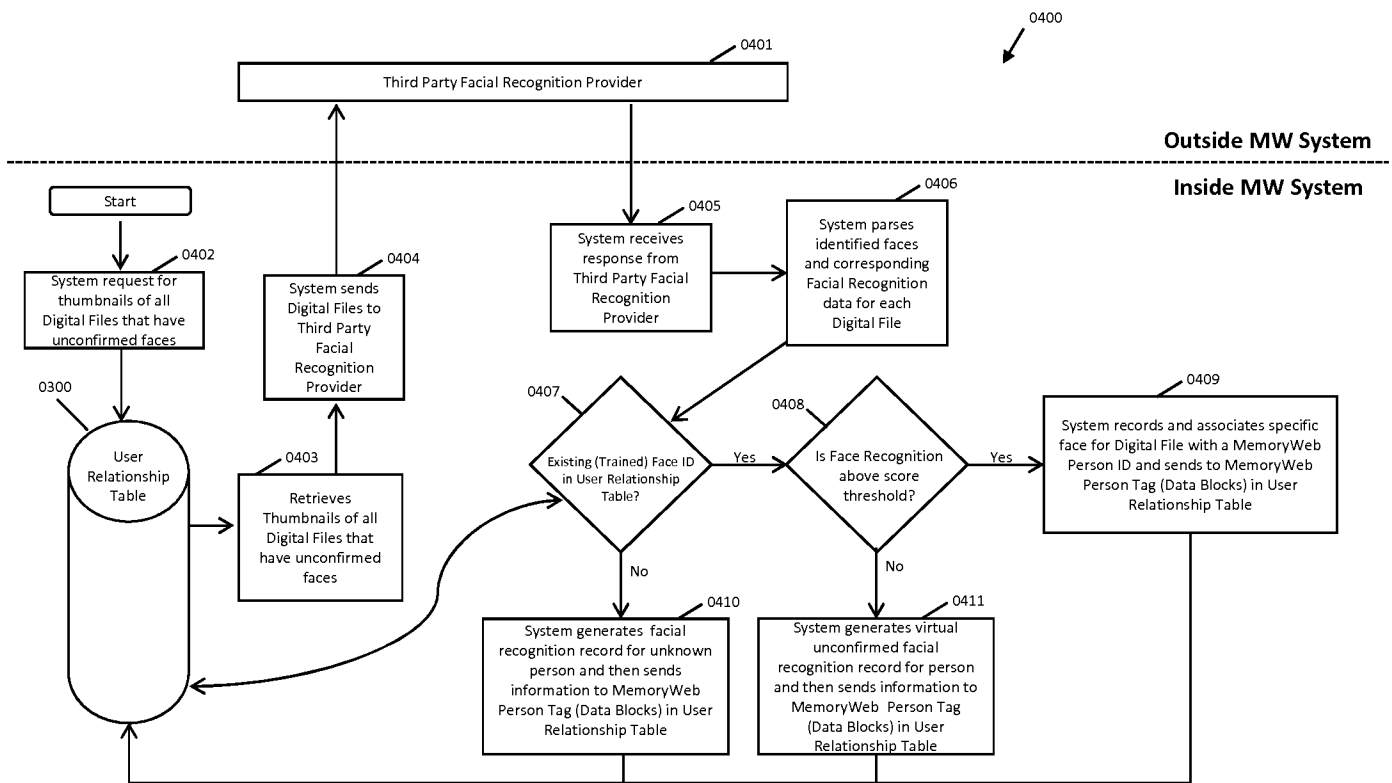 0400
0401
Third Party Facial Recognition Provider
Outside MW System
Inside MW System
Start
0402
System request for
thumbnails of all
Digital Files that have
unconfirmed faces
0300
User
Relationship
Table
0403
Retrieves
Thumbnails of all
Digital Files that
have unconfirmed
faces
0404
System sends
Digital Files to
Third Party
Facial
Recognition
Provider
0405
System receives
response from
Third Party Facial
Recognition
Provider
0406
System parses
identified faces
and corresponding
Facial Recognition
data for each
Digital File
0407
Existing (Trained) Face ID
in User Relationship
Table?
Yes
No
0408
Is Face Recognition
above score
threshold?
Yes
No
0409
System records and associates specific
face for Digital File with a MemoryWeb
Person ID and sends to MemoryWeb
Person Tag (Data Blocks) in User
Relationship Table
0410
System generates facial
recognition record for unknown
person and then sends
information to MemoryWeb
Person Tag (Data Blocks) in User
Relationship Table
0411
System generates virtual
unconfirmed facial
recognition record for person
and then sends information to
MemoryWeb Person Tag
(Data Blocks) in User
Relationship Table